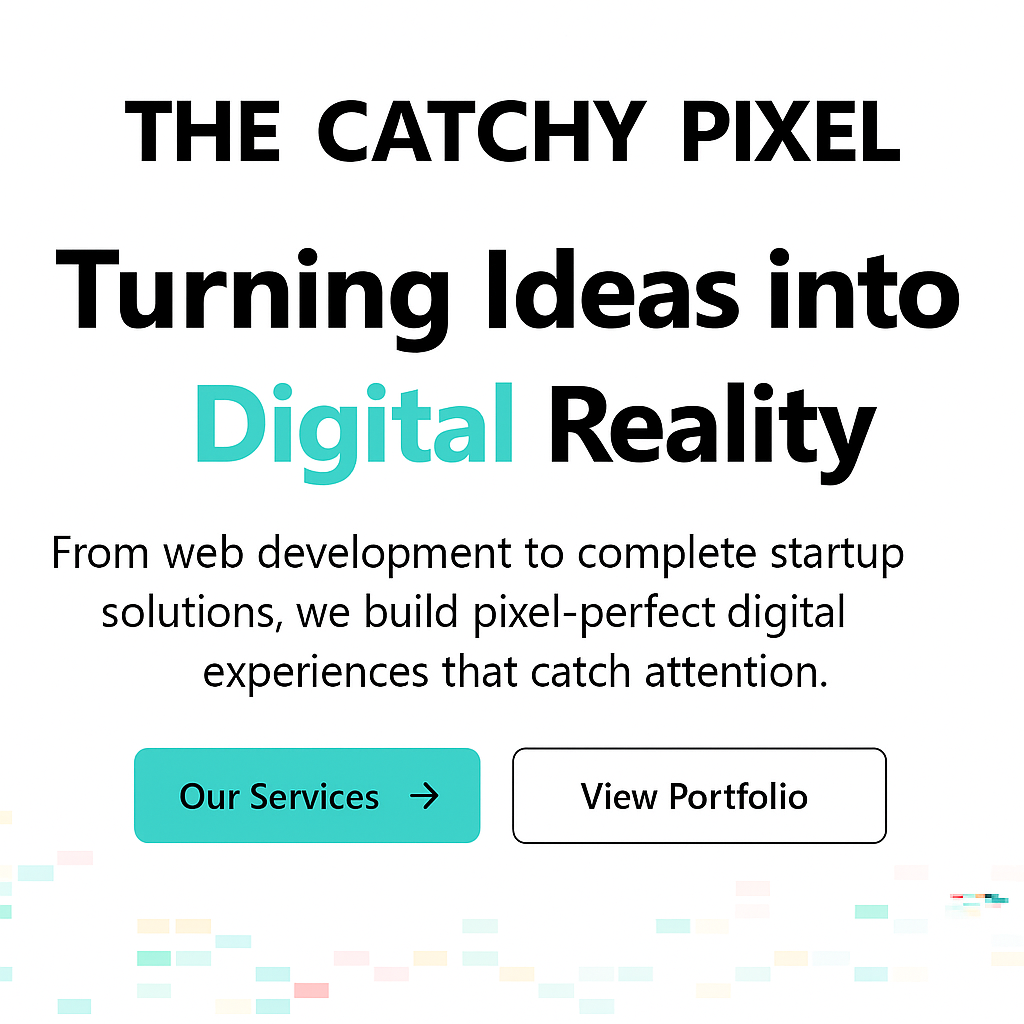 THE CATCHY PIXEL
Turning Ideas into
Digital Reality
From web development to complete startup
solutions, we build pixel-perfect digital
experiences that catch attention.
Our Services →
View Portfolio